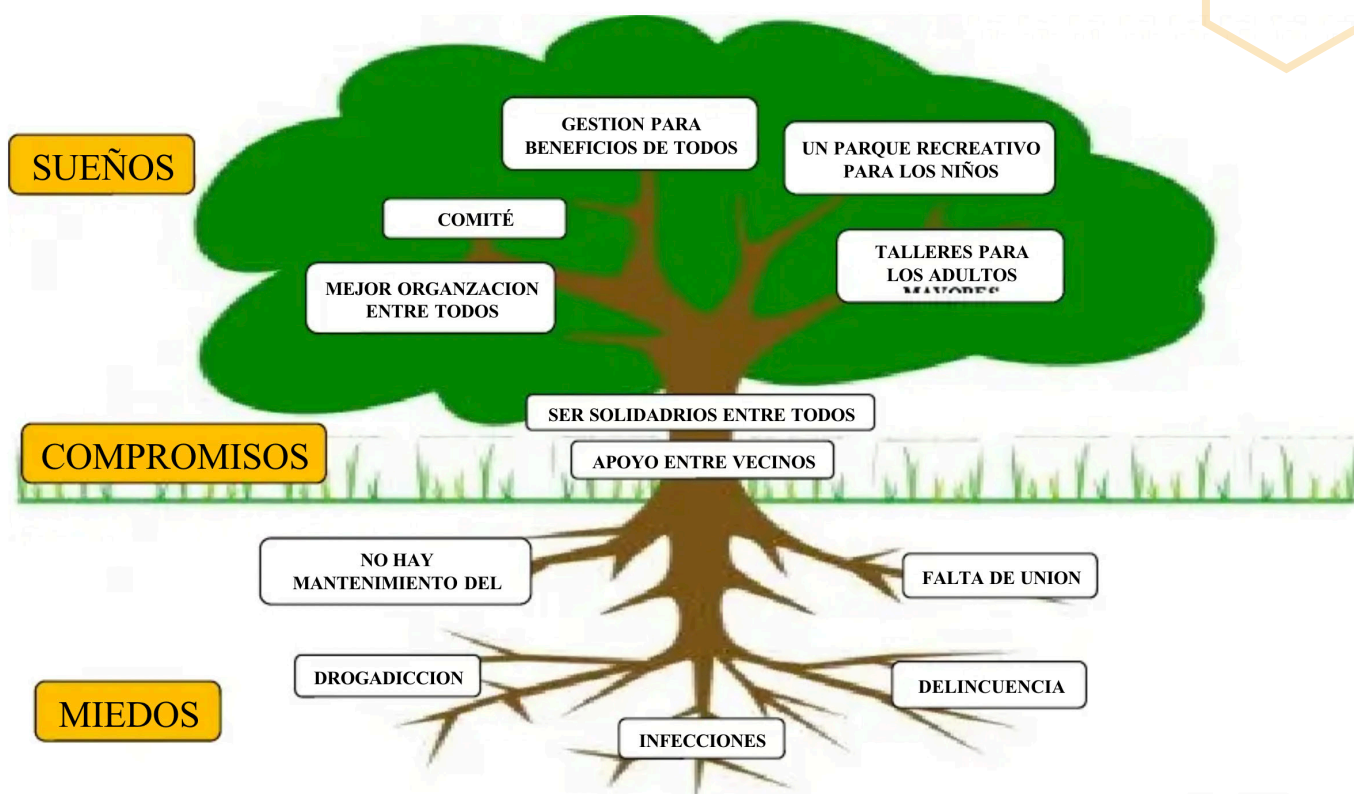 SUEÑOS
GESTION PARA
BENEFICIOS DE TODOS
UN PARQUE RECREATIVO
PARA LOS NIÑOS
COMITÉ
TALLERES PARA
LOS ADULTOS
MAYORES
MEJOR ORGANZACION
ENTRE TODOS
COMPROMISOS
SER SOLIDADRIOS ENTRE TODOS
APOYO ENTRE VECINOS
NO HAY
MANTENIMIENTO DEL
FALTA DE UNION
DROGADICCION
DELINCUENCIA
MIEDOS
INFECCIONES